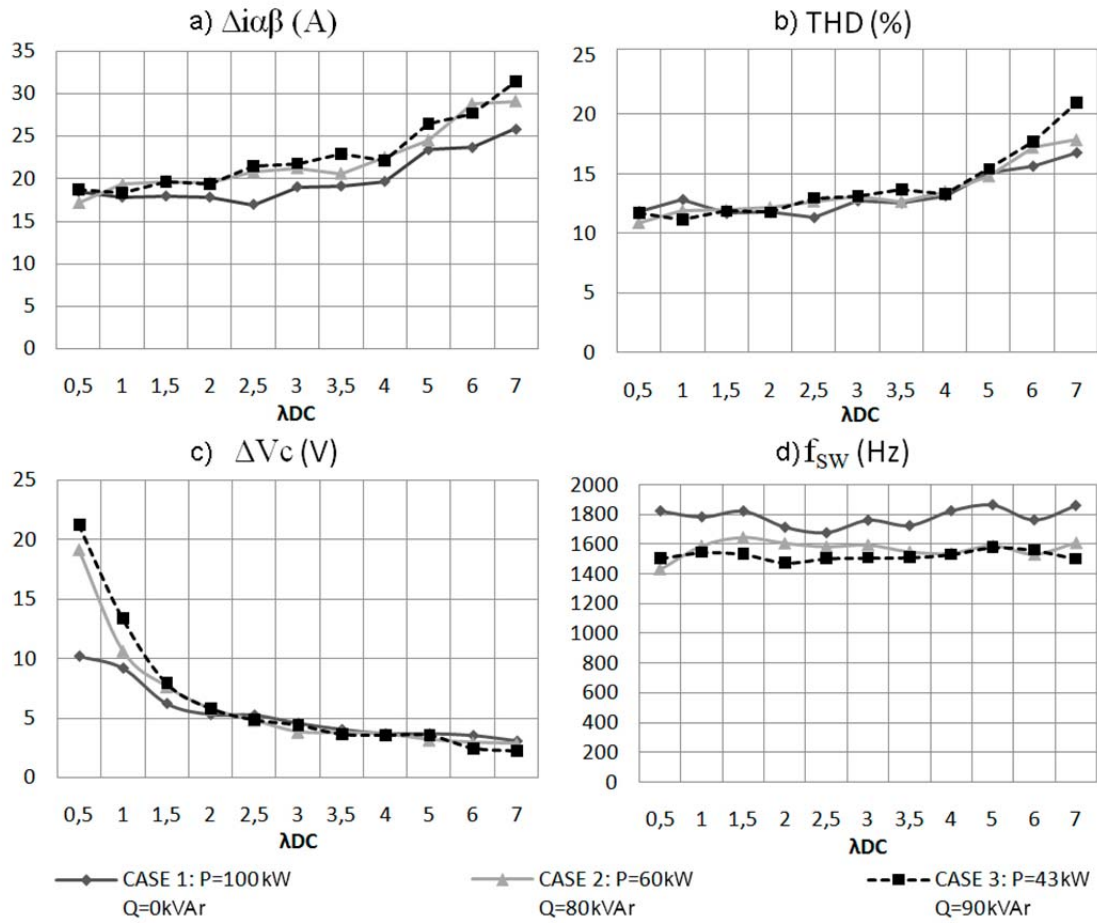 a) Δiαβ (A)
35
30
25
20
15
10
5
0
0,5 1 1,5 2 2,5 3 3,5 4 5 6 7
λDC
b) THD (%)
25
20
15
10
5
0
0,5 1 1,5 2 2,5 3 3,5 4 5 6 7
λDC
c) ΔVc (V)
25
20
15
10
5
0
0,5 1 1,5 2 2,5 3 3,5 4 5 6 7
λDC
d) fSW (Hz)
2000
1800
1600
1400
1200
1000
800
600
400
200
0
0,5 1 1,5 2 2,5 3 3,5 4 5 6 7
λDC
CASE 1: P=100kW
Q=0kVAr
CASE 2: P=60kW
Q=80kVAr
CASE 3: P=43kW
Q=90kVAr